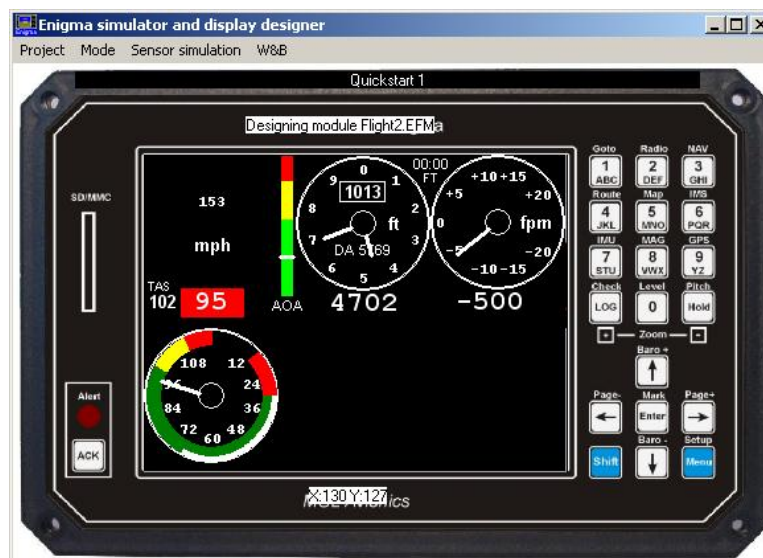 Enigma simulator and display designer
Project Mode Sensor simulation W&B
Quickstart 1
Designing module Flight2.EFM
SD/MMC
153
mph
TAS
102 95
AOA
0
1
2
3
4
5
6
7
8
9
1013
ft
4702
00:00
FT
+10 +15
+5
+20
0
fpm
-5
-20
-10 -15
-500
108
12
24
36
48
60
72
84
96
Alert
ACK
Goto Radio NAV
1 2 3
ABC DEF GHI
Route Map IMS
4 5 6
JKL MNO PQR
IMU MAG GPS
7 8 9
STU VWX YZ
Check Level Pitch
LOG 0 Hold
+ Zoom -
Baro +
Page- Mark Page+
Enter
Baro - Setup
Shift Menu
X:130 Y:127